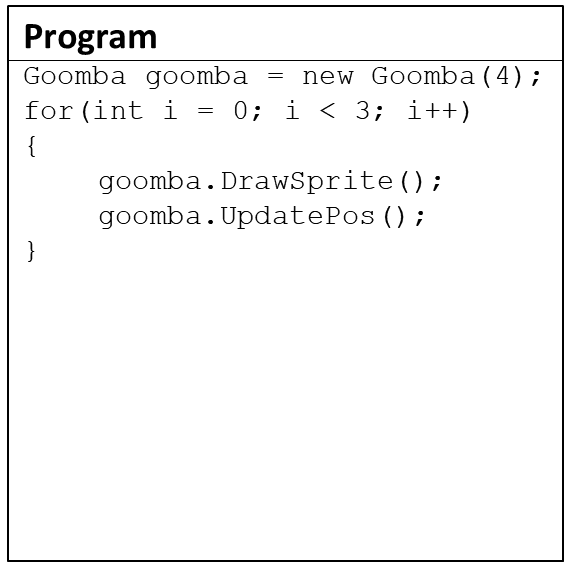 Program
Goomba goomba = new Goomba(4);
for(int i = 0; i < 3; i++)
{
goomba.DrawSprite();
goomba.UpdatePos();
}